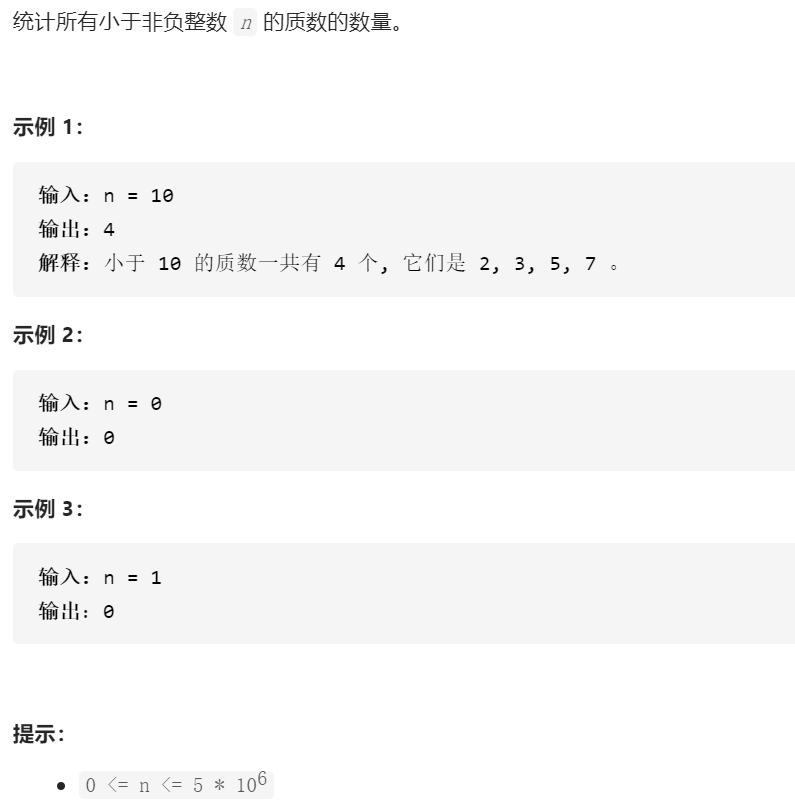 统计所有小于非负整数 n 的质数的数量。
示例 1：
输入：n = 10
输出：4
解释：小于 10 的质数一共有 4 个, 它们是 2, 3, 5, 7 。
示例 2：
输入：n = 0
输出：0
示例 3：
输入：n = 1
输出：0
提示：
• 0 <= n <= 5 * 10⁶